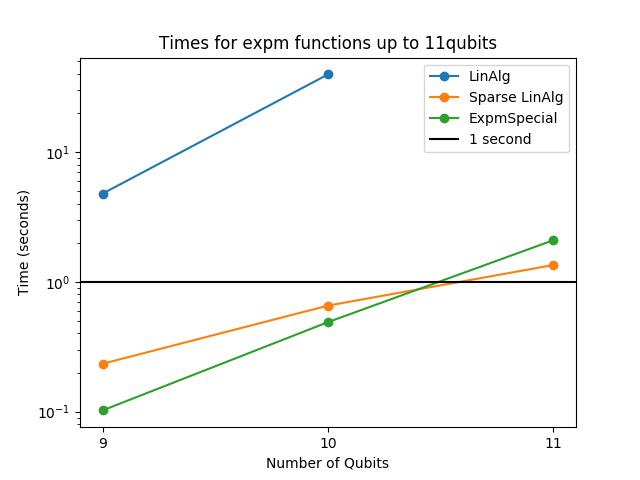 Times for expm functions up to 11qubits
LinAlg
Sparse LinAlg
ExpmSpecial
1 second
Time (seconds)
10¹
10⁰
10⁻¹
9
10
11
Number of Qubits